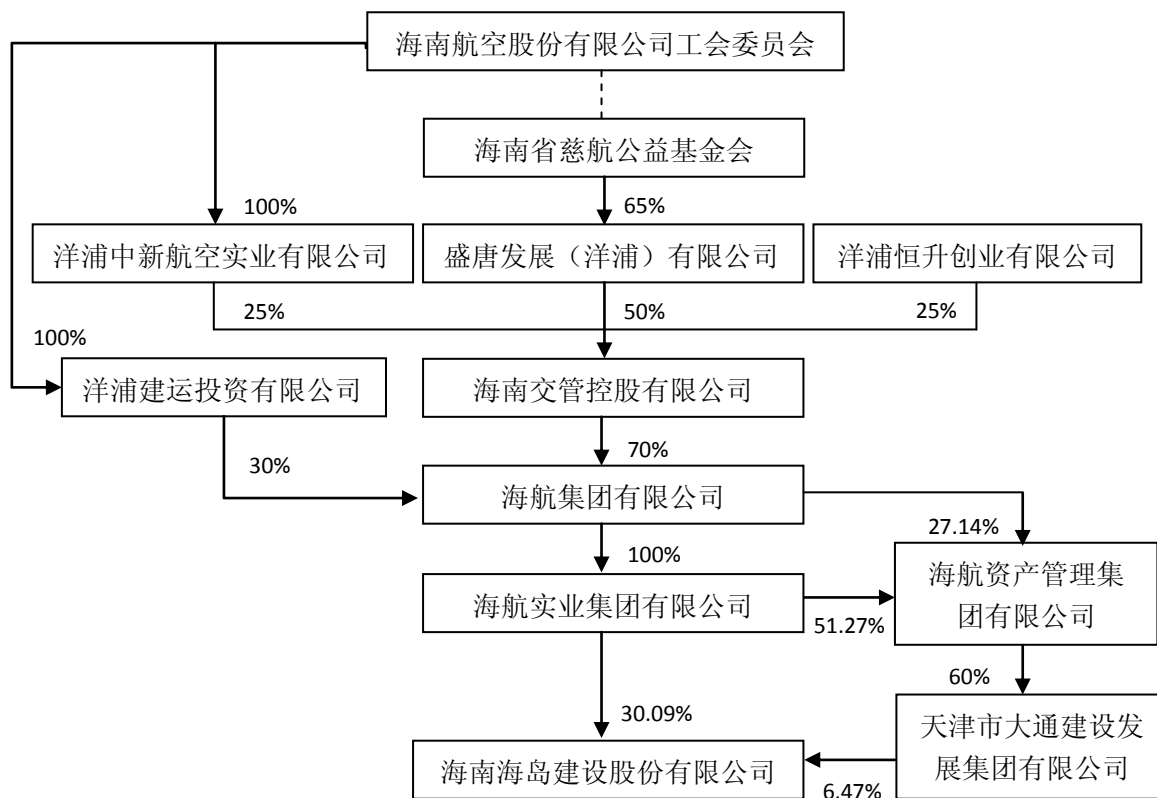 海南航空股份有限公司工会委员会
海南省慈航公益基金会
100%
65%
洋浦中新航空实业有限公司
盛唐发展（洋浦）有限公司
洋浦恒升创业有限公司
25%
50%
25%
100%
洋浦建运投资有限公司
海南交管控股有限公司
30%
70%
海航集团有限公司
27.14%
100%
海航实业集团有限公司
51.27%
海航资产管理集
团有限公司
60%
30.09%
天津市大通建设发
展集团有限公司
海南海岛建设股份有限公司
6.47%